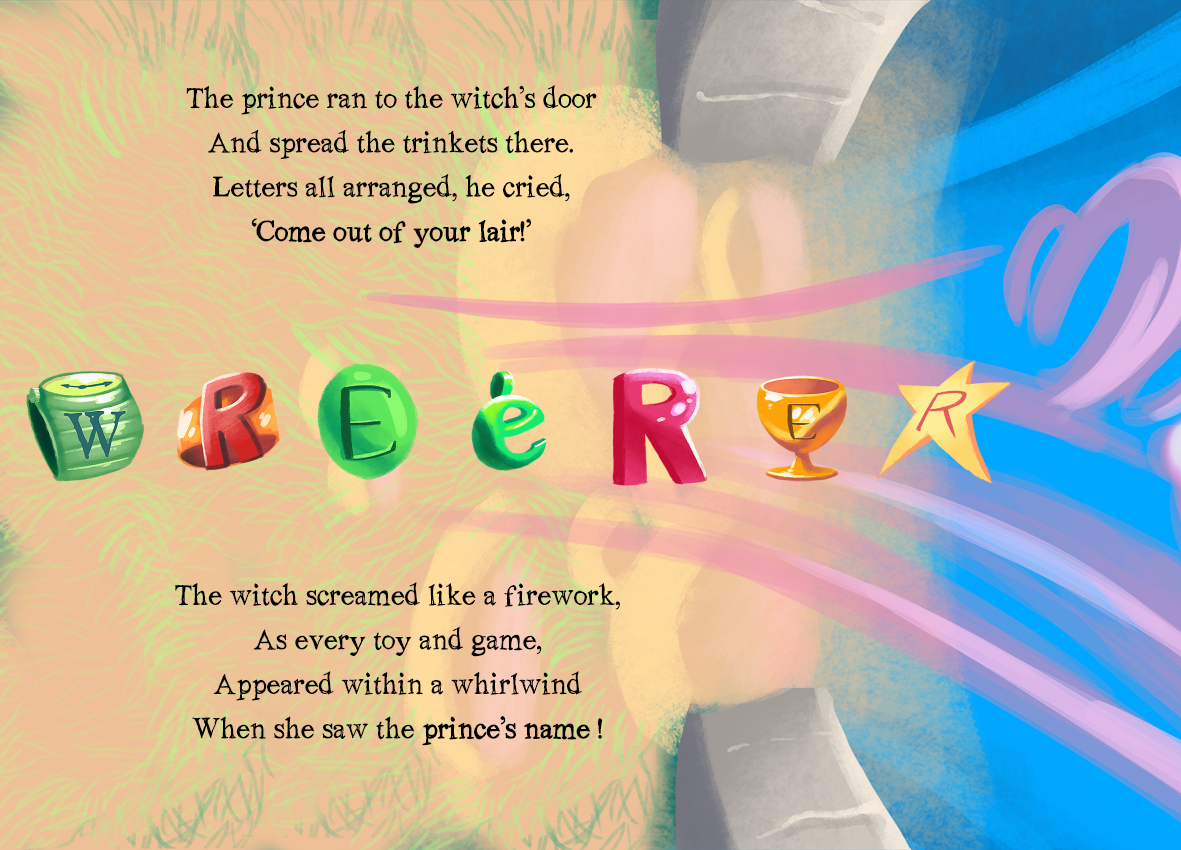 The prince ran to the witch's door
And spread the trinkets there.
Letters all arranged, he cried,
‘Come out of your lair!’
W R E ė R E R
The witch screamed like a firework,
As every toy and game,
Appeared within a whirlwind
When she saw the prince’s name !